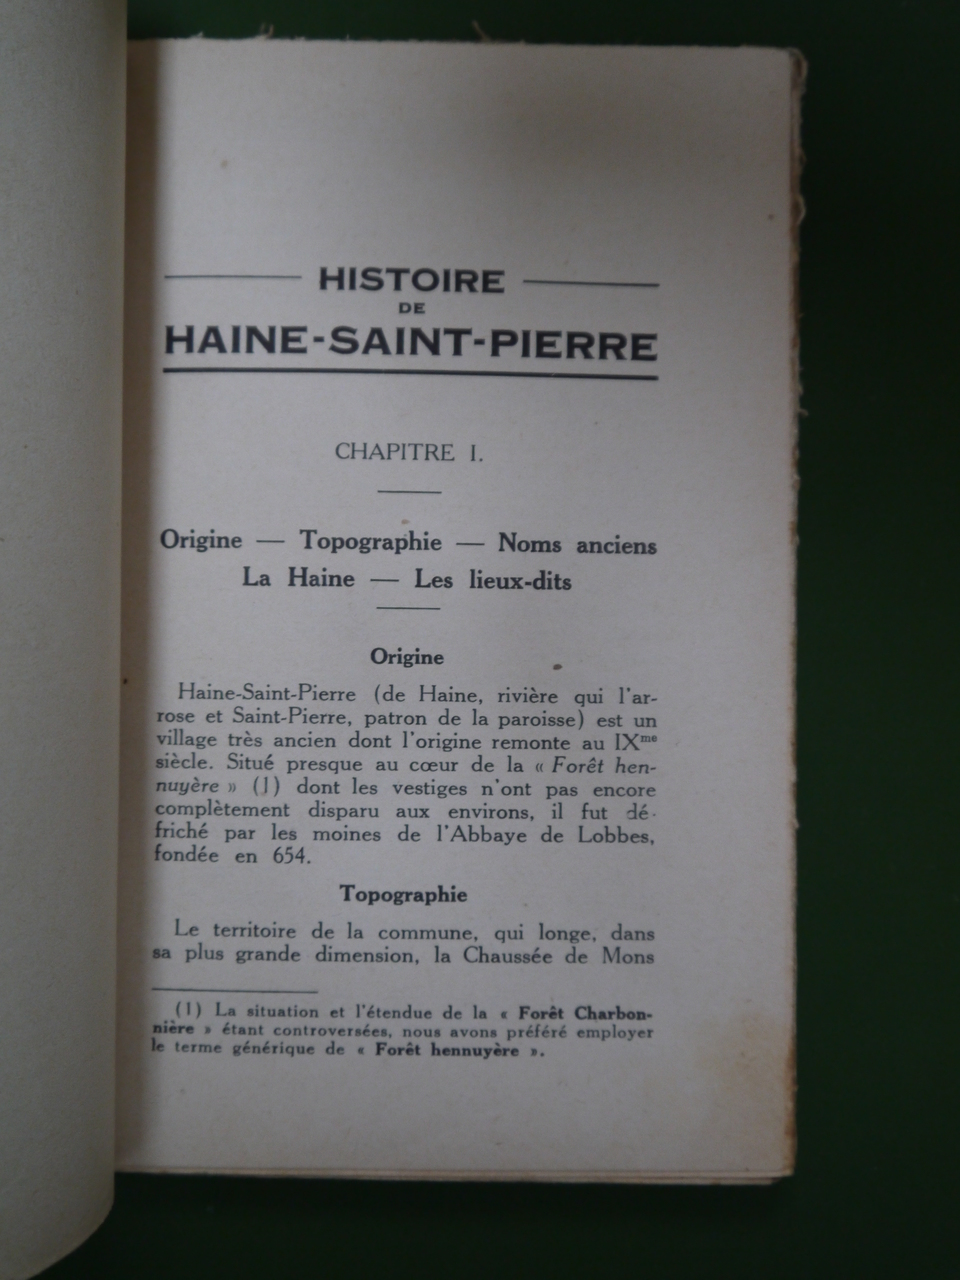 HISTOIRE
DE
HAINE-SAINT-PIERRE
CHAPITRE I.
Origine — Topographie — Noms anciens
La Haine — Les lieux-dits
Origine
Haine-Saint-Pierre (de Haine, rivière qui l'ar-
rose et Saint-Pierre, patron de la paroisse) est un
village très ancien dont l'origine remonte au IXme
siècle. Situé presque au cœur de la « Forêt hen-
nuyère » (1) dont les vestiges n'ont pas encore
complètement disparu aux environs, il fut dé-
friché par les moines de l'Abbaye de Lobbes,
fondée en 654.
Topographie
Le territoire de la commune, qui longe, dans
sa plus grande dimension, la Chaussée de Mons
(1) La situation et l'étendue de la « Forêt Charbon-
nière » étant controversées, nous avons préféré employer
le terme générique de « Forêt hennuyère ».